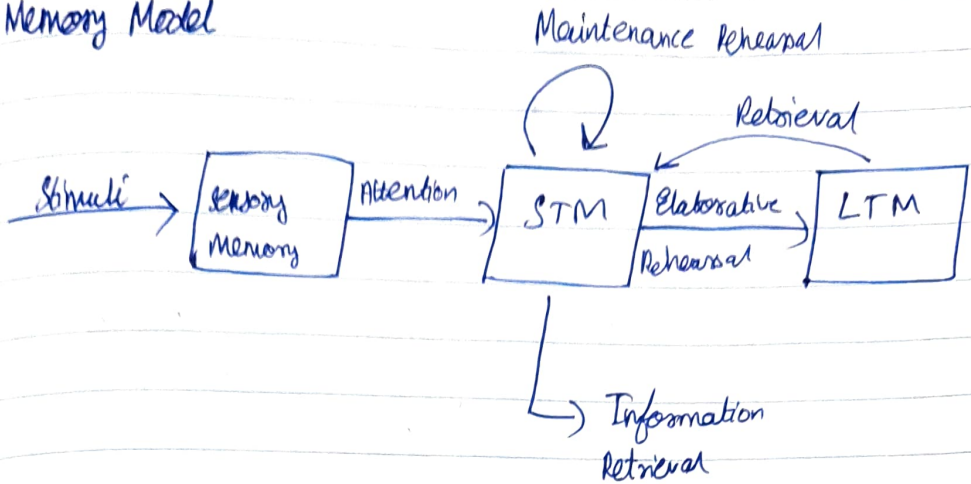 Memory Model
Maintenance Rehearsal
Retrieval
Stimuli
Sensory
Memory
Attention
STM
Elaborative
Rehearsal
LTM
Information
Retrieval